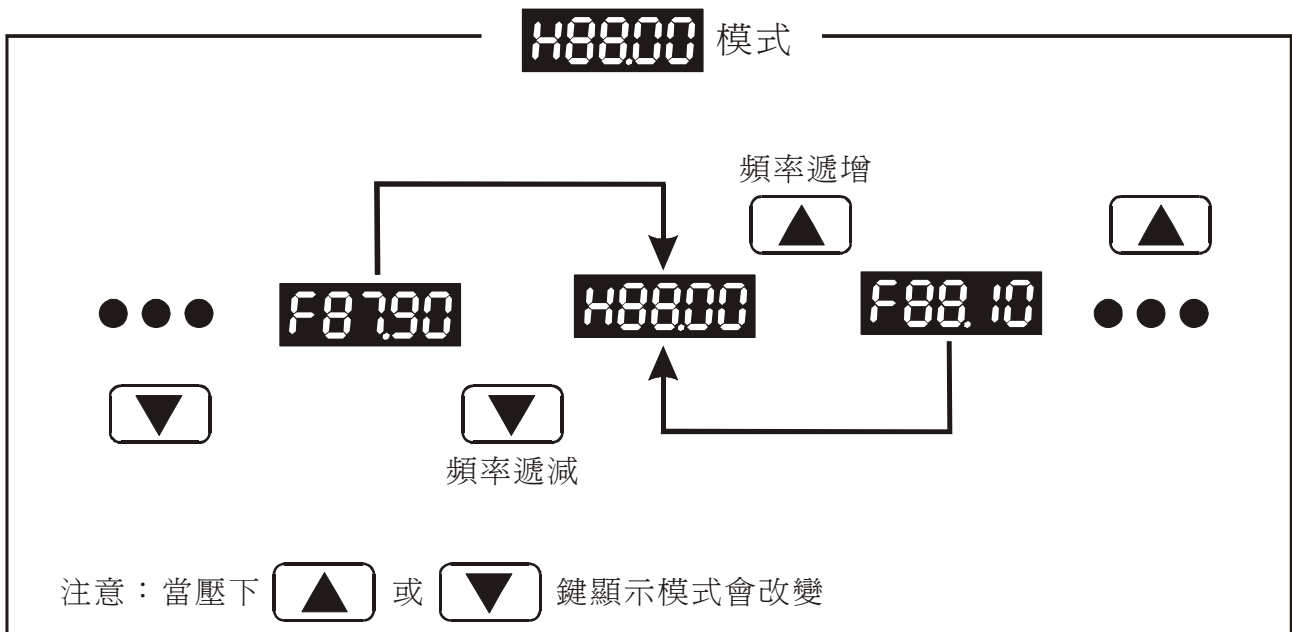 H88.00 模式
頻率遞增
F87.90
H88.00
F88.10
頻率遞減
注意：當壓下 ▲ 或 ▼ 鍵顯示模式會改變